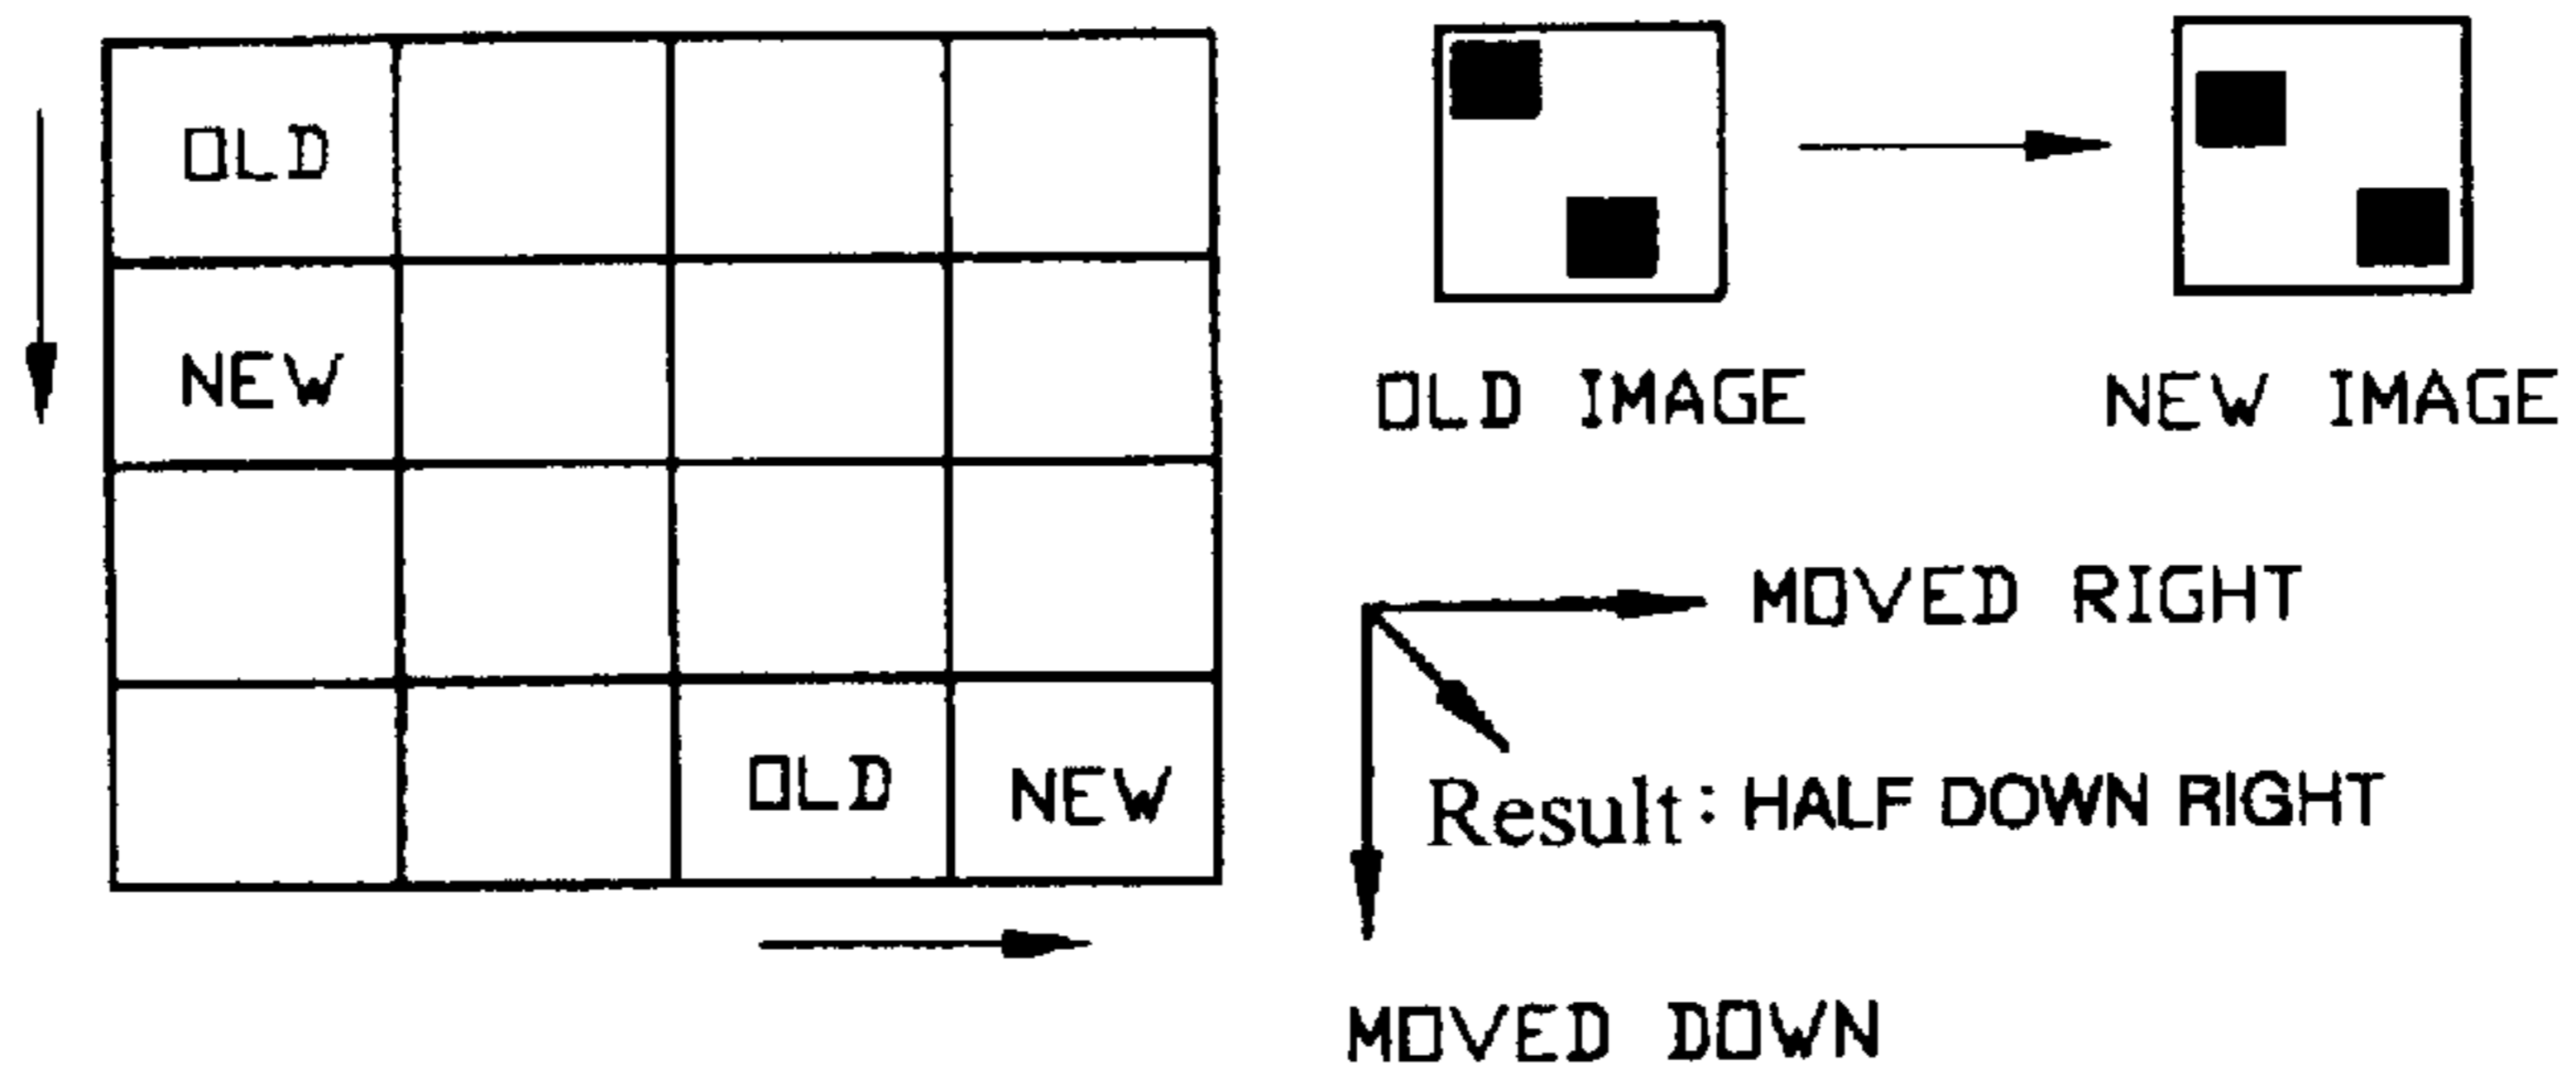 OLD
NEW
OLD NEW
OLD IMAGE
NEW IMAGE
MOVED RIGHT
Result: HALF DOWN RIGHT
MOVED DOWN